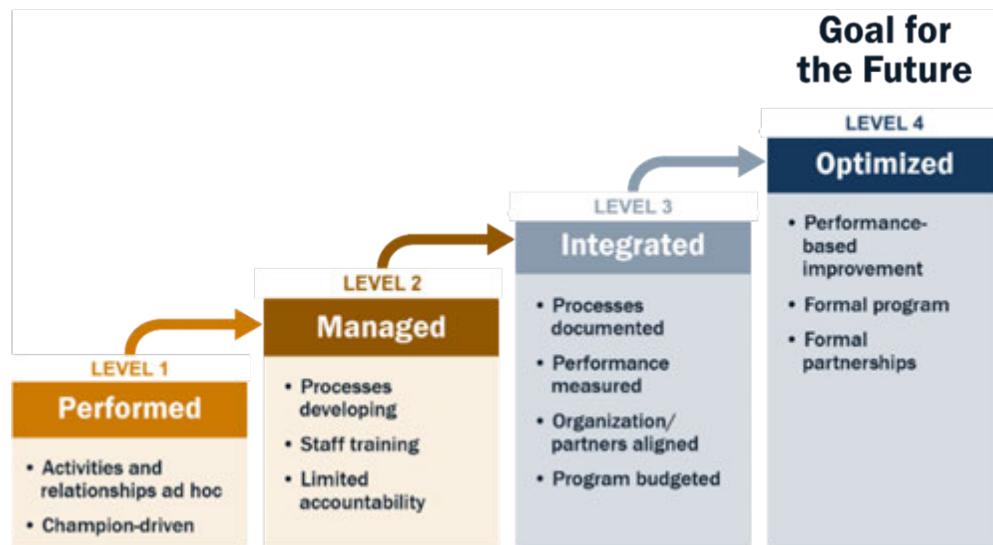 Goal for
the Future
LEVEL 4
Optimized
• Performance-
based
improvement
• Formal program
• Formal
partnerships
LEVEL 3
Integrated
• Processes
documented
• Performance
measured
• Organization/
partners aligned
• Program budgeted
LEVEL 2
Managed
• Processes
developing
• Staff training
• Limited
accountability
LEVEL 1
Performed
• Activities and
relationships ad hoc
• Champion-driven